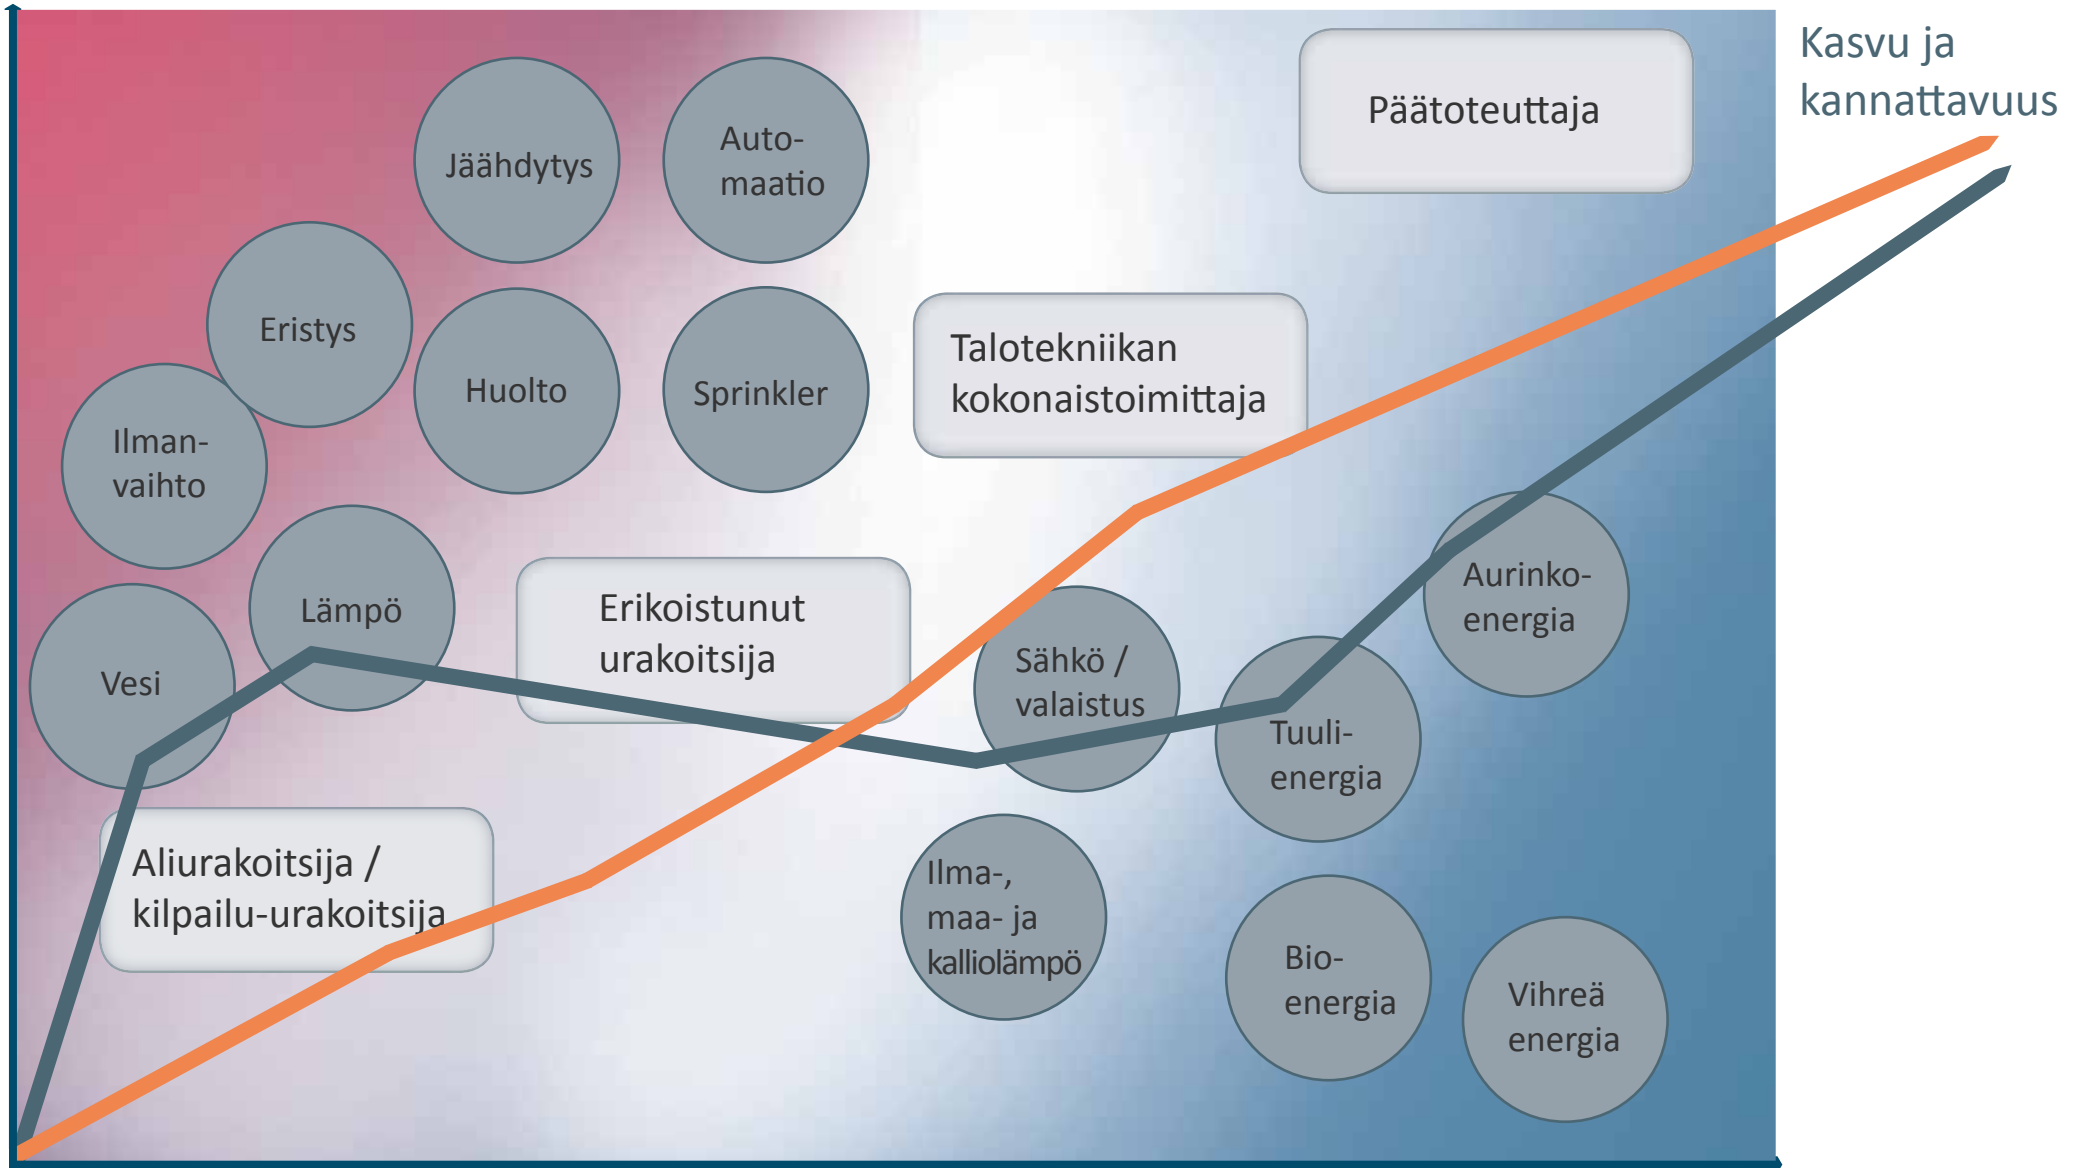 Kasvu ja
kannattavuus
Päätoteuttaja
Jäähdytys
Auto-
maatio
Eristys
Huolto
Sprinkler
Talotekniikan
kokonaistoimittaja
Ilman-
vaihto
Lämpö
Vesi
Erikoistunut
urakoitsija
Sähkö /
valaistus
Aurinko-
energia
Tuuli-
energia
Aliurakoitsija /
kilpailu-urakoitsija
Ilma-,
maa- ja
kalliolämpö
Bio-
energia
Vihreä
energia